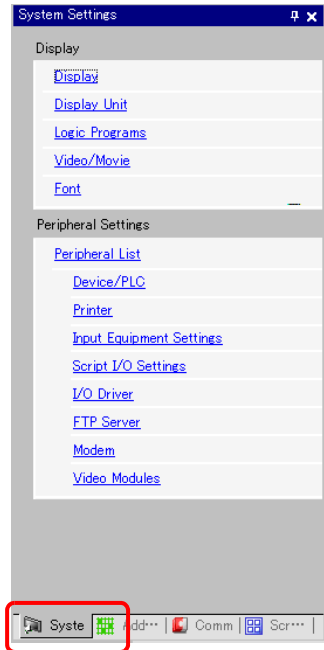 System Settings
Display
Display
Display Unit
Logic Programs
Video/Movie
Font
Peripheral Settings
Peripheral List
Device/PLC
Printer
Input Equipment Settings
Script I/O Settings
I/O Driver
FTP Server
Modem
Video Modules
Syste Add... Comm Scr...